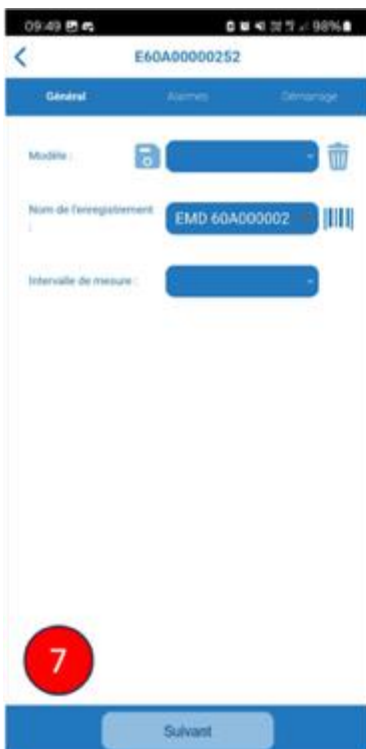 09:49 98%
E60A00000252
Général Alarmes Démarrage
Modèle :
Nom de l'enregistrement
:
EMD 60A000002
Intervalle de mesure :
7
Suivant